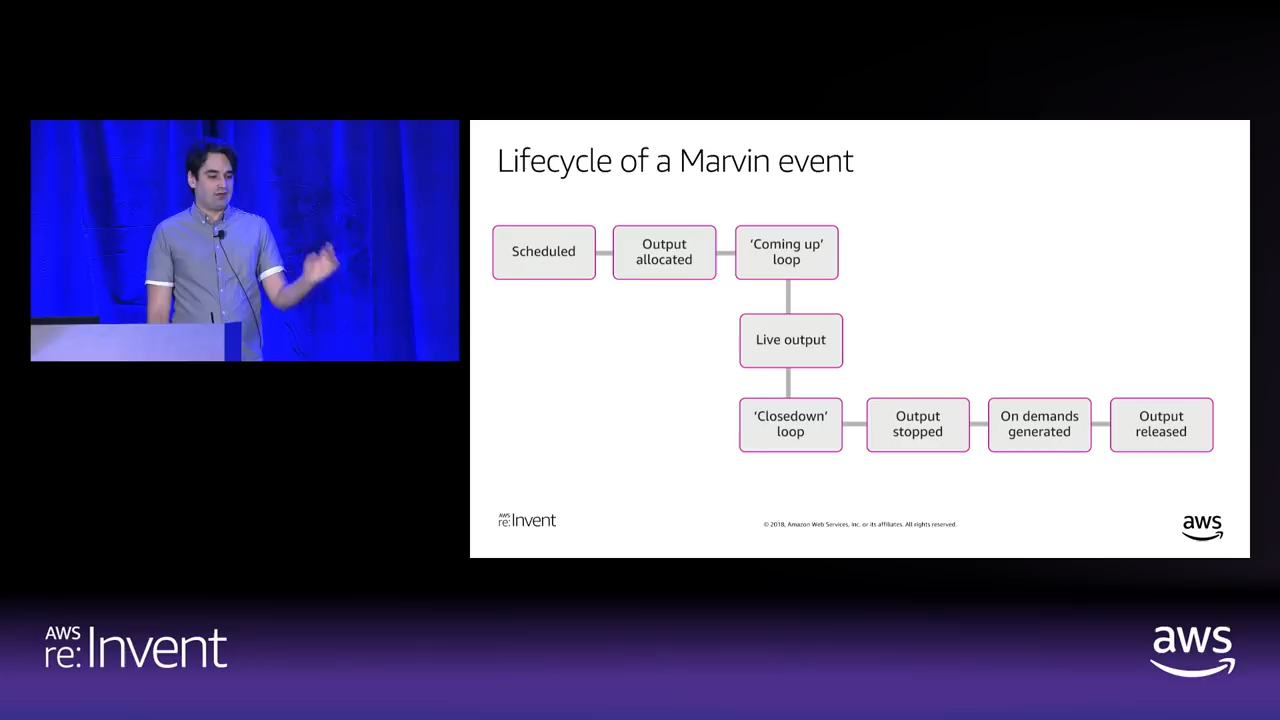 Lifecycle of a Marvin event
Scheduled
Output
allocated
‘Coming up’
loop
Live output
‘Closedown’
loop
Output
stopped
On demands
generated
Output
released
AWS
re:Invent
© 2018, Amazon Web Services, Inc. or its affiliates. All rights reserved.
aws
AWS
re:Invent
aws